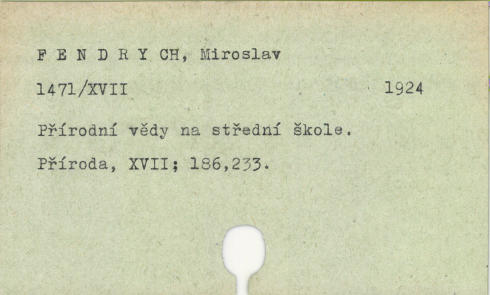 F E N D R Y CH, Miroslav
1471/XVII 1924
Přírodní vědy na střední škole.
Příroda, XVII; 186,233.